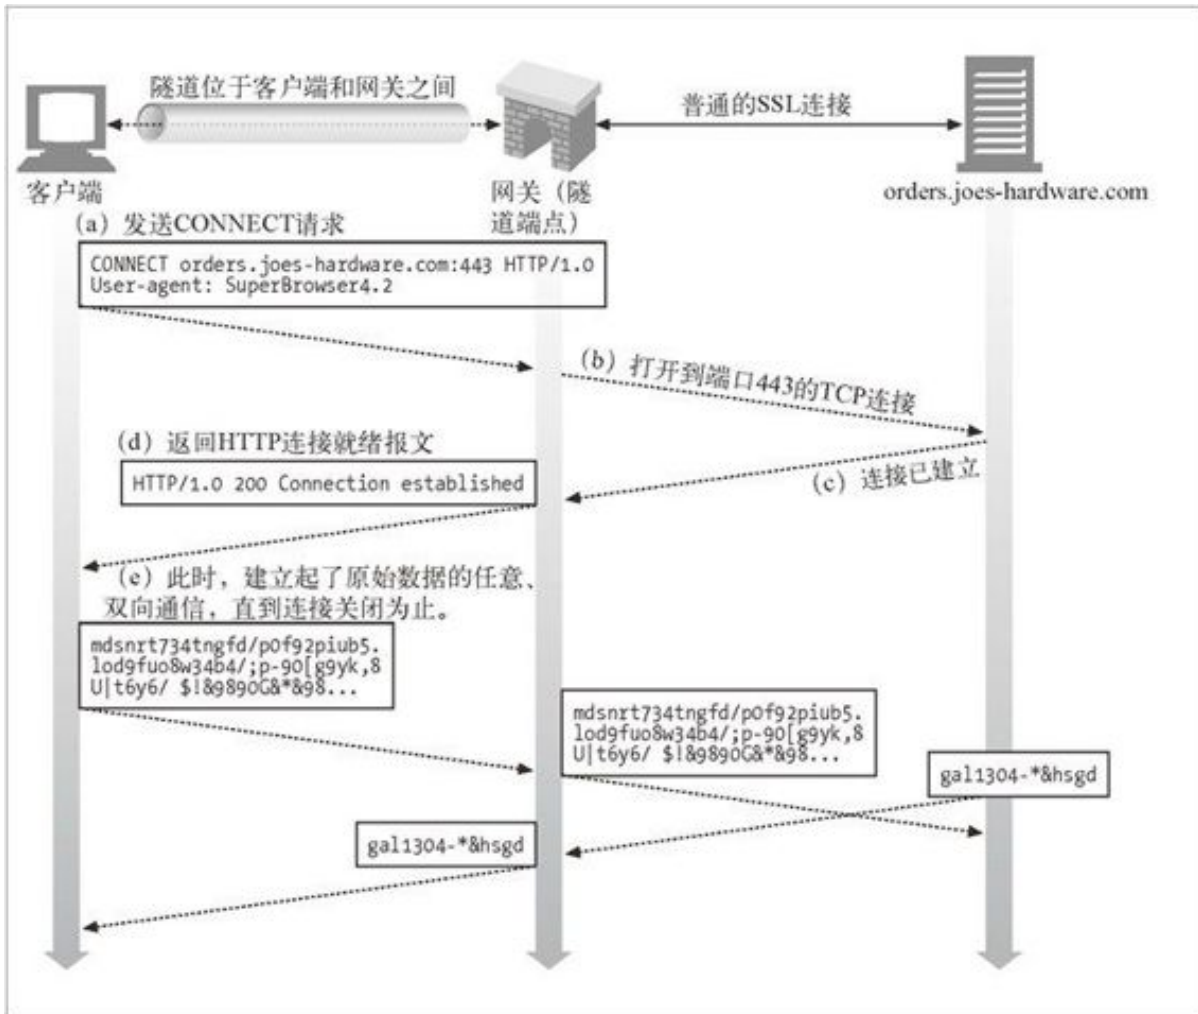 隧道位于客户端和网关之间
普通的SSL连接
客户端
网关（隧
道端点）
orders.joes-hardware.com
（a）发送CONNECT请求
CONNECT orders.joes-hardware.com:443 HTTP/1.0
User-agent: SuperBrowser4.2
（b）打开到端口443的TCP连接
（c）连接已建立
（d）返回HTTP连接就绪报文
HTTP/1.0 200 Connection established
（e）此时，建立起了原始数据的任意、
双向通信，直到连接关闭为止。
mdsnrt734tngfd/p0f92piub5.
lod9fuo8w34b4/;p-90[g9yk,8
U|t6y6/ $!&9890G&*&98...
mdsnrt734tngfd/p0f92piub5.
lod9fuo8w34b4/;p-90[g9yk,8
U|t6y6/ $!&9890G&*&98...
gal1304-*&hsgd
gal1304-*&hsgd